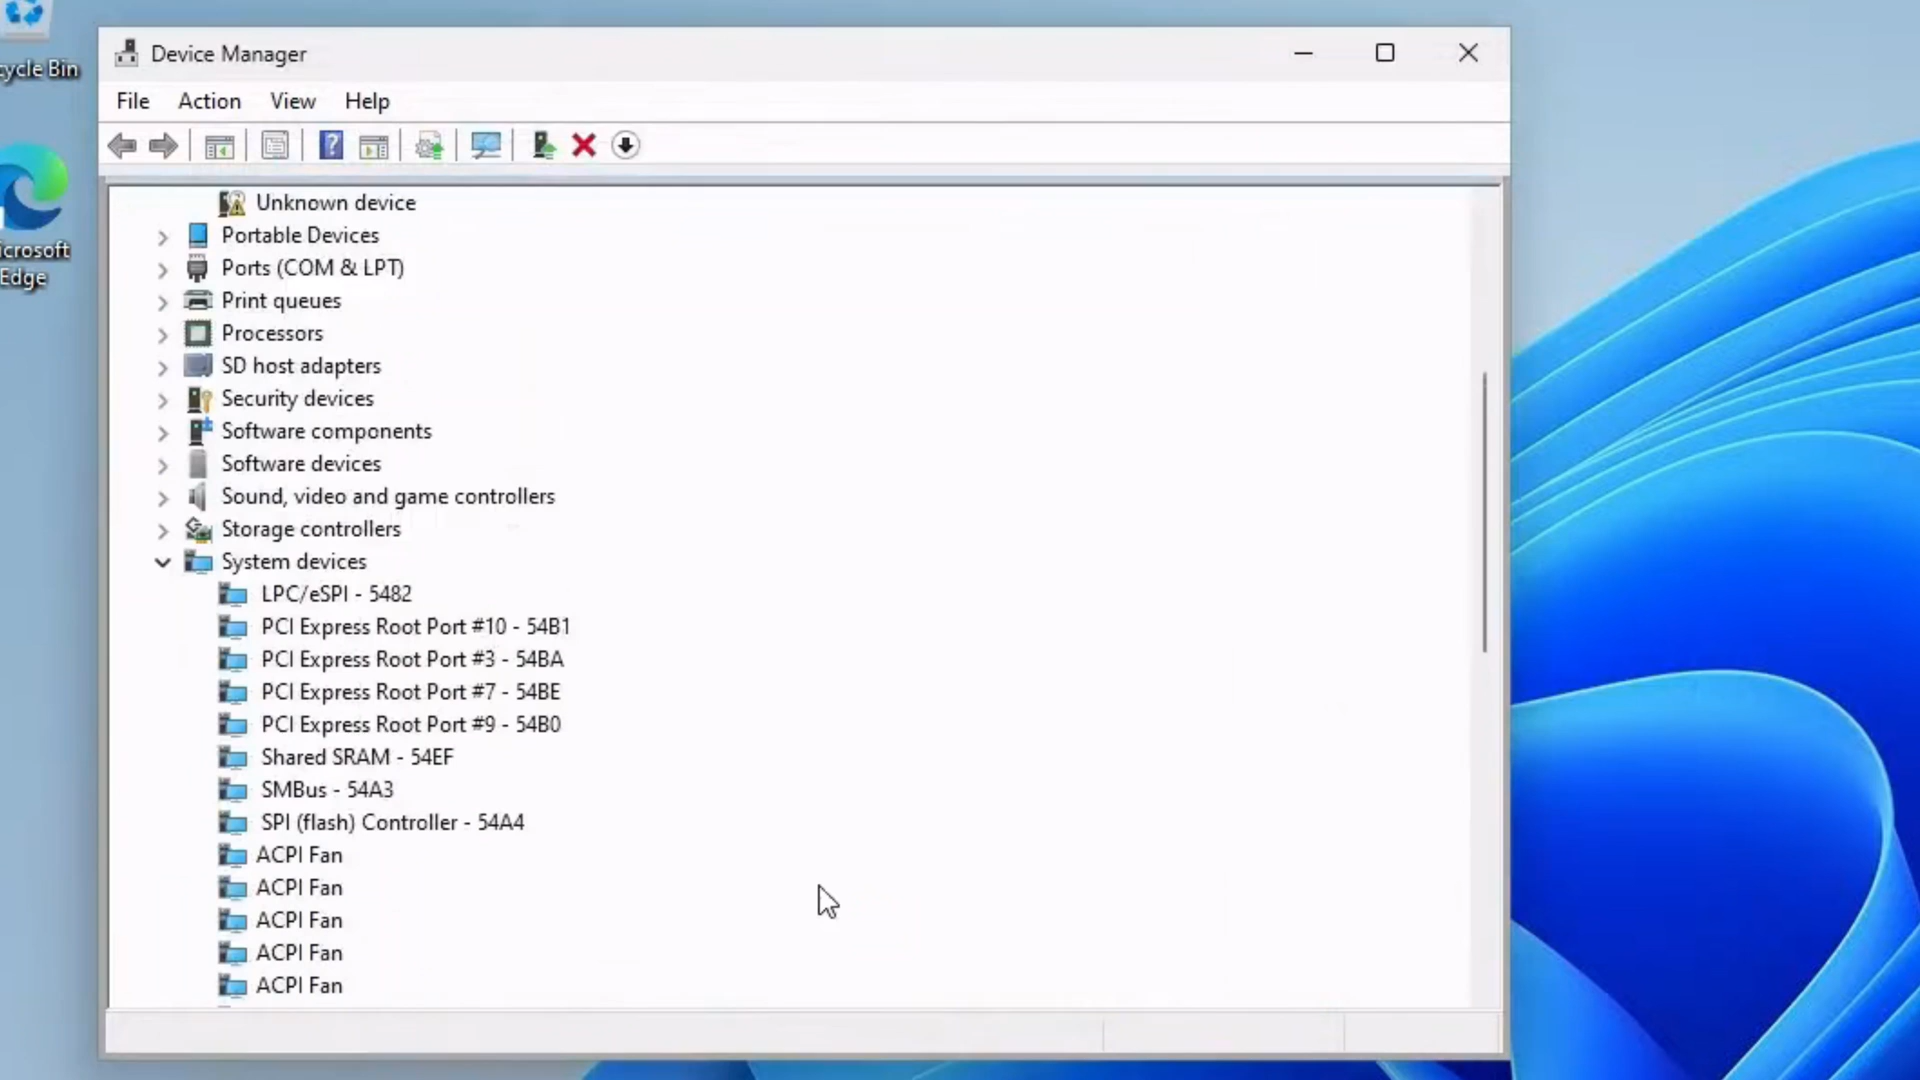 Device Manager
File Action View Help
cycle Bin
icrosoft
Edge
Unknown device
Portable Devices
Ports (COM & LPT)
Print queues
Processors
SD host adapters
Security devices
Software components
Software devices
Sound, video and game controllers
Storage controllers
System devices
LPC/eSPI - 5482
PCI Express Root Port #10 - 54B1
PCI Express Root Port #3 - 54BA
PCI Express Root Port #7 - 54BE
PCI Express Root Port #9 - 54B0
Shared SRAM - 54EF
SMBus - 54A3
SPI (flash) Controller - 54A4
ACPI Fan
ACPI Fan
ACPI Fan
ACPI Fan
ACPI Fan